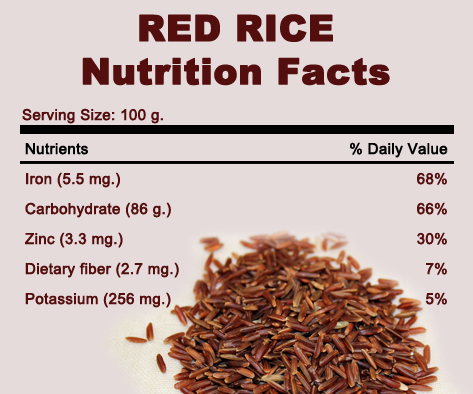 RED RICE
Nutrition Facts
Serving Size: 100 g.
Nutrients % Daily Value
Iron (5.5 mg.) 68%
Carbohydrate (86 g.) 66%
Zinc (3.3 mg.) 30%
Dietary fiber (2.7 mg.) 7%
Potassium (256 mg.) 5%